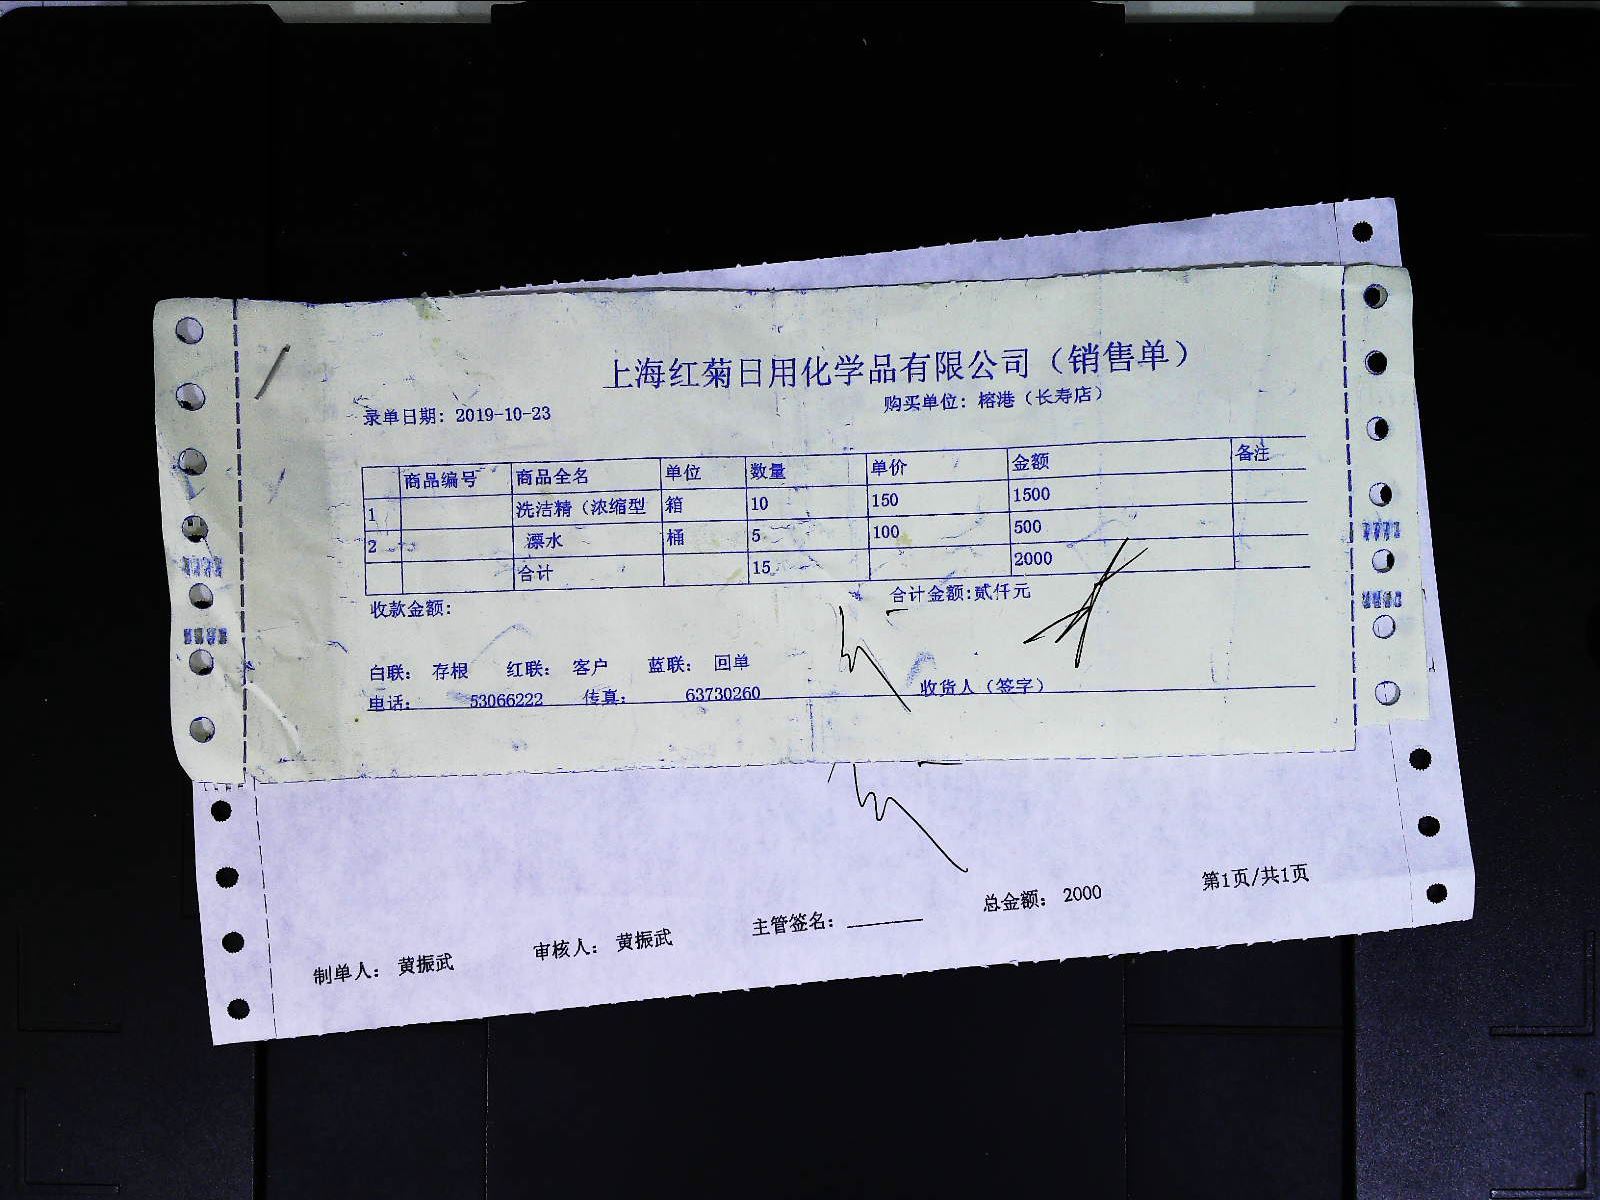 上海红菊日用化学品有限公司（销售单）
录单日期: 2019-10-23 购买单位: 榕港（长寿店）
商品编号 商品全名 单位 数量 单价 金额 备注
1 洗洁精（浓缩型 箱 10 150 1500
2 漂水 桶 5 100 500
合计 15 2000
收款金额: 合计金额:贰仟元
白联: 存根 红联: 客户 蓝联: 回单
电话: 53066222 传真: 63730260 收货人（签字）
制单人: 黄振武 审核人: 黄振武 主管签名: 总金额: 2000 第1页/共1页